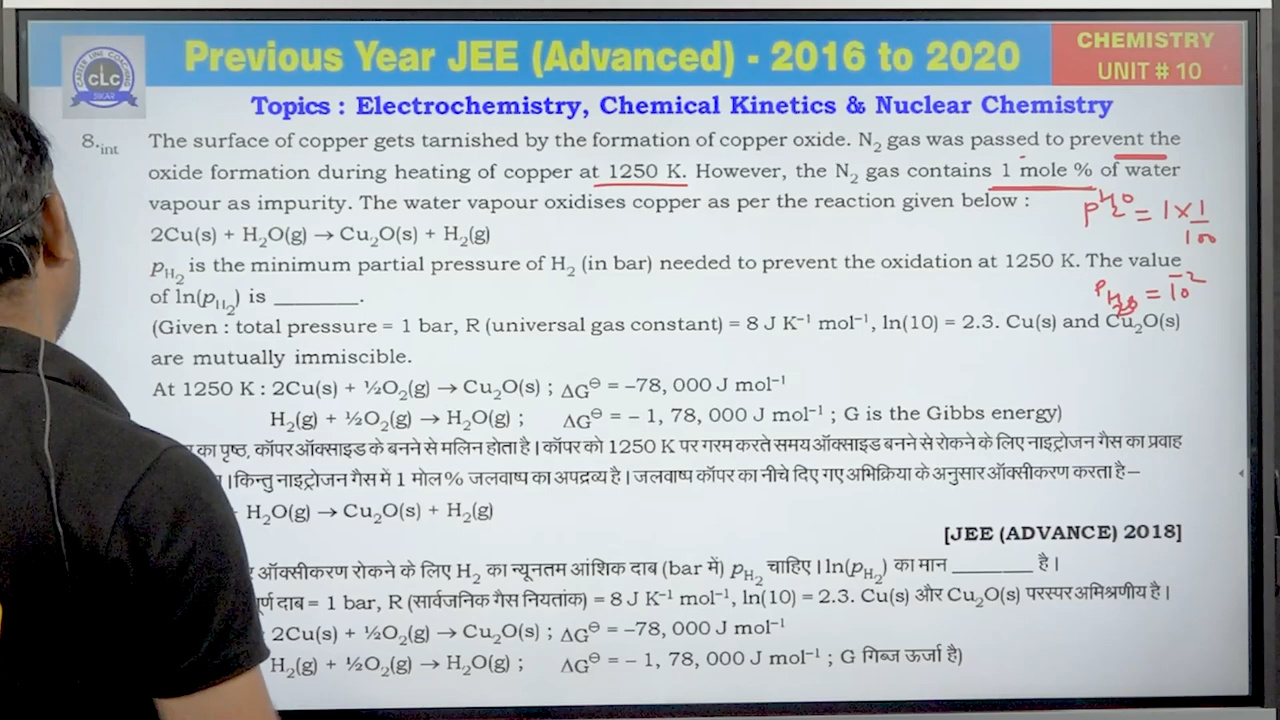 Previous Year JEE (Advanced) - 2016 to 2020
CHEMISTRY
UNIT # 10
CLC
SIKAR
Topics : Electrochemistry, Chemical Kinetics & Nuclear Chemistry
8.int The surface of copper gets tarnished by the formation of copper oxide. N₂ gas was passed to prevent the
oxide formation during heating of copper at 1250 K. However, the N₂ gas contains 1 mole % of water
vapour as impurity. The water vapour oxidises copper as per the reaction given below :
pH₂O = 1×1/100
2Cu(s) + H₂O(g) → Cu₂O(s) + H₂(g)
pH₂ is the minimum partial pressure of H₂ (in bar) needed to prevent the oxidation at 1250 K. The value
of ln(pH₂) is ________.
PH₂O = 10⁻²
(Given : total pressure = 1 bar, R (universal gas constant) = 8 J K⁻¹ mol⁻¹, ln(10) = 2.3. Cu(s) and Cu₂O(s)
are mutually immiscible.
At 1250 K : 2Cu(s) + ½O₂(g) → Cu₂O(s) ; ΔG⊖ = –78, 000 J mol⁻¹
H₂(g) + ½O₂(g) → H₂O(g) ; ΔG⊖ = – 1, 78, 000 J mol⁻¹ ; G is the Gibbs energy)
का पृष्ठ, कॉपर ऑक्साइड के बनने से मलिन होता है। कॉपर को 1250 K पर गरम करते समय ऑक्साइड बनने से रोकने के लिए नाइट्रोजन गैस का प्रवाह
। किन्तु नाइट्रोजन गैस में 1 मोल % जलवाष्प का अपद्रव्य है। जलवाष्प कॉपर का नीचे दिए गए अभिक्रिया के अनुसार ऑक्सीकरण करता है–
H₂O(g) → Cu₂O(s) + H₂(g)
[JEE (ADVANCE) 2018]
ऑक्सीकरण रोकने के लिए H₂ का न्यूनतम आंशिक दाब (bar में) pH₂ चाहिए। ln(pH₂) का मान ________ है।
दाब = 1 bar, R (सार्वजनिक गैस नियतांक) = 8 J K⁻¹ mol⁻¹, ln(10) = 2.3. Cu(s) और Cu₂O(s) परस्पर अमिश्रणीय है।
2Cu(s) + ½O₂(g) → Cu₂O(s) ; ΔG⊖ = –78, 000 J mol⁻¹
H₂(g) + ½O₂(g) → H₂O(g) ; ΔG⊖ = – 1, 78, 000 J mol⁻¹ ; G गिब्ज ऊर्जा है)